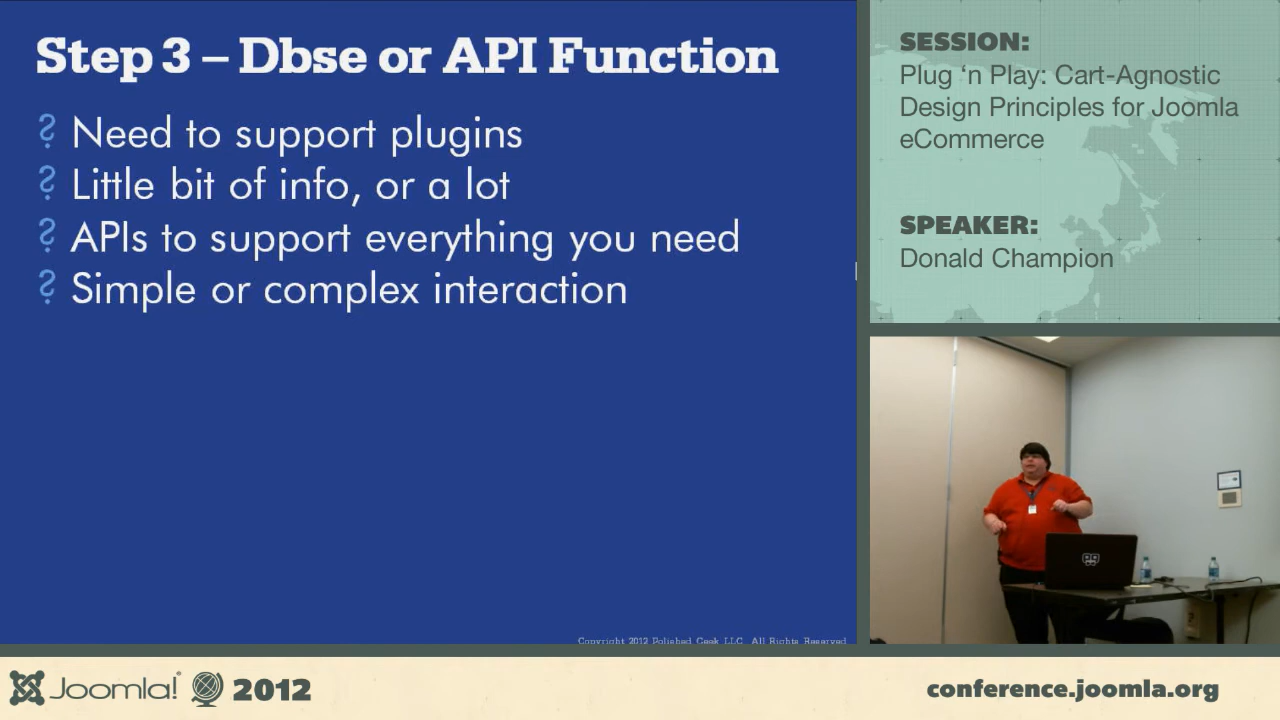 Step 3 – Dbse or API Function
? Need to support plugins
? Little bit of info, or a lot
? APIs to support everything you need
? Simple or complex interaction
Copyright 2012 Polished Geek LLC. All Rights Reserved
SESSION:
Plug ‘n Play: Cart-Agnostic
Design Principles for Joomla
eCommerce
SPEAKER:
Donald Champion
Joomla! 2012
conference.joomla.org